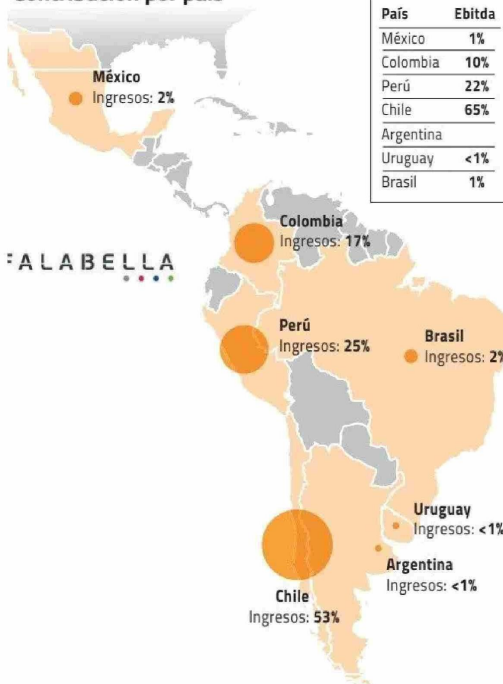 Contribución por país
País Ebitda
México 1%
Colombia 10%
Perú 22%
Chile 65%
Argentina
Uruguay <1%
Brasil 1%
México
Ingresos: 2%
Colombia
Ingresos: 17%
FALABELLA
Perú
Ingresos: 25%
Brasil
Ingresos: 2%
Uruguay
Ingresos: <1%
Argentina
Ingresos: <1%
Chile
Ingresos: 53%